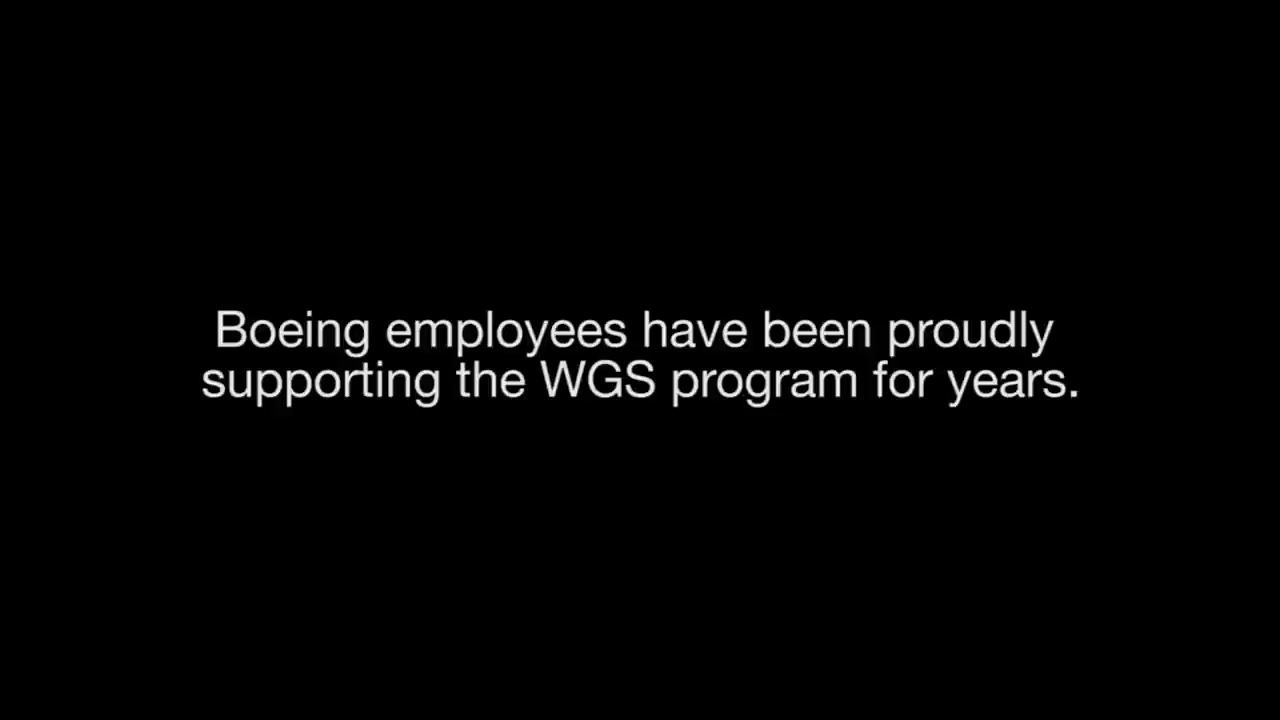 Boeing employees have been proudly
supporting the WGS program for years.